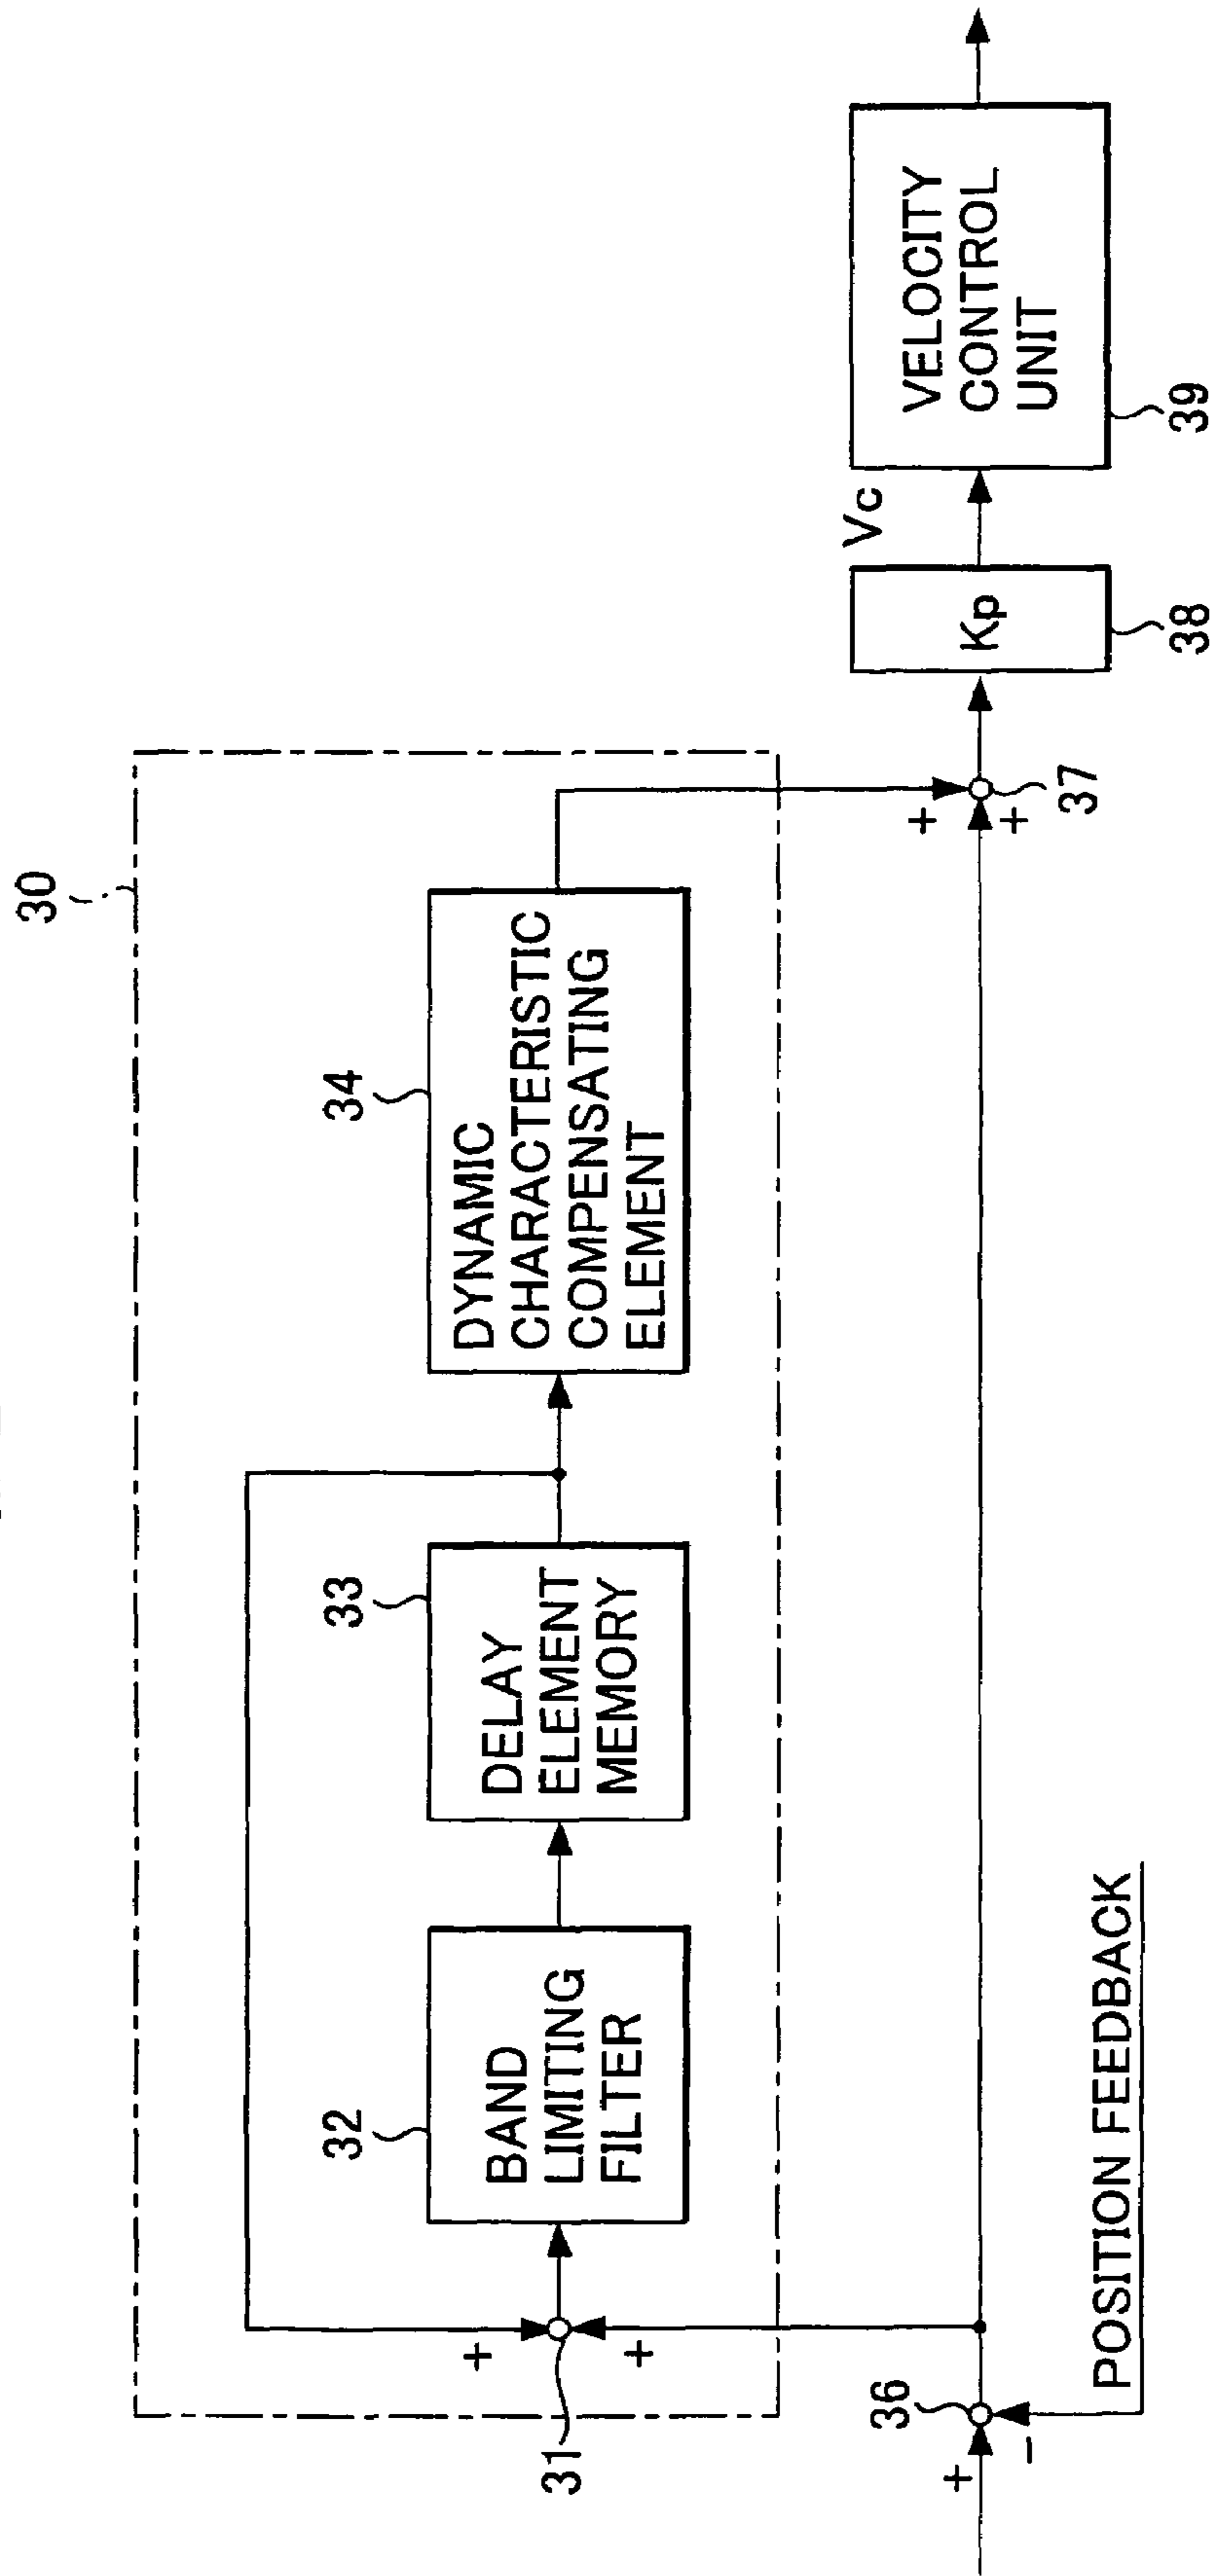 30
32
BAND
LIMITING
FILTER
33
DELAY
ELEMENT
MEMORY
34
DYNAMIC
CHARACTERISTIC
COMPENSATING
ELEMENT
+
+
31
36
+
−
POSITION FEEDBACK
+
+
37
Kp
38
Vc
VELOCITY
CONTROL
UNIT
39